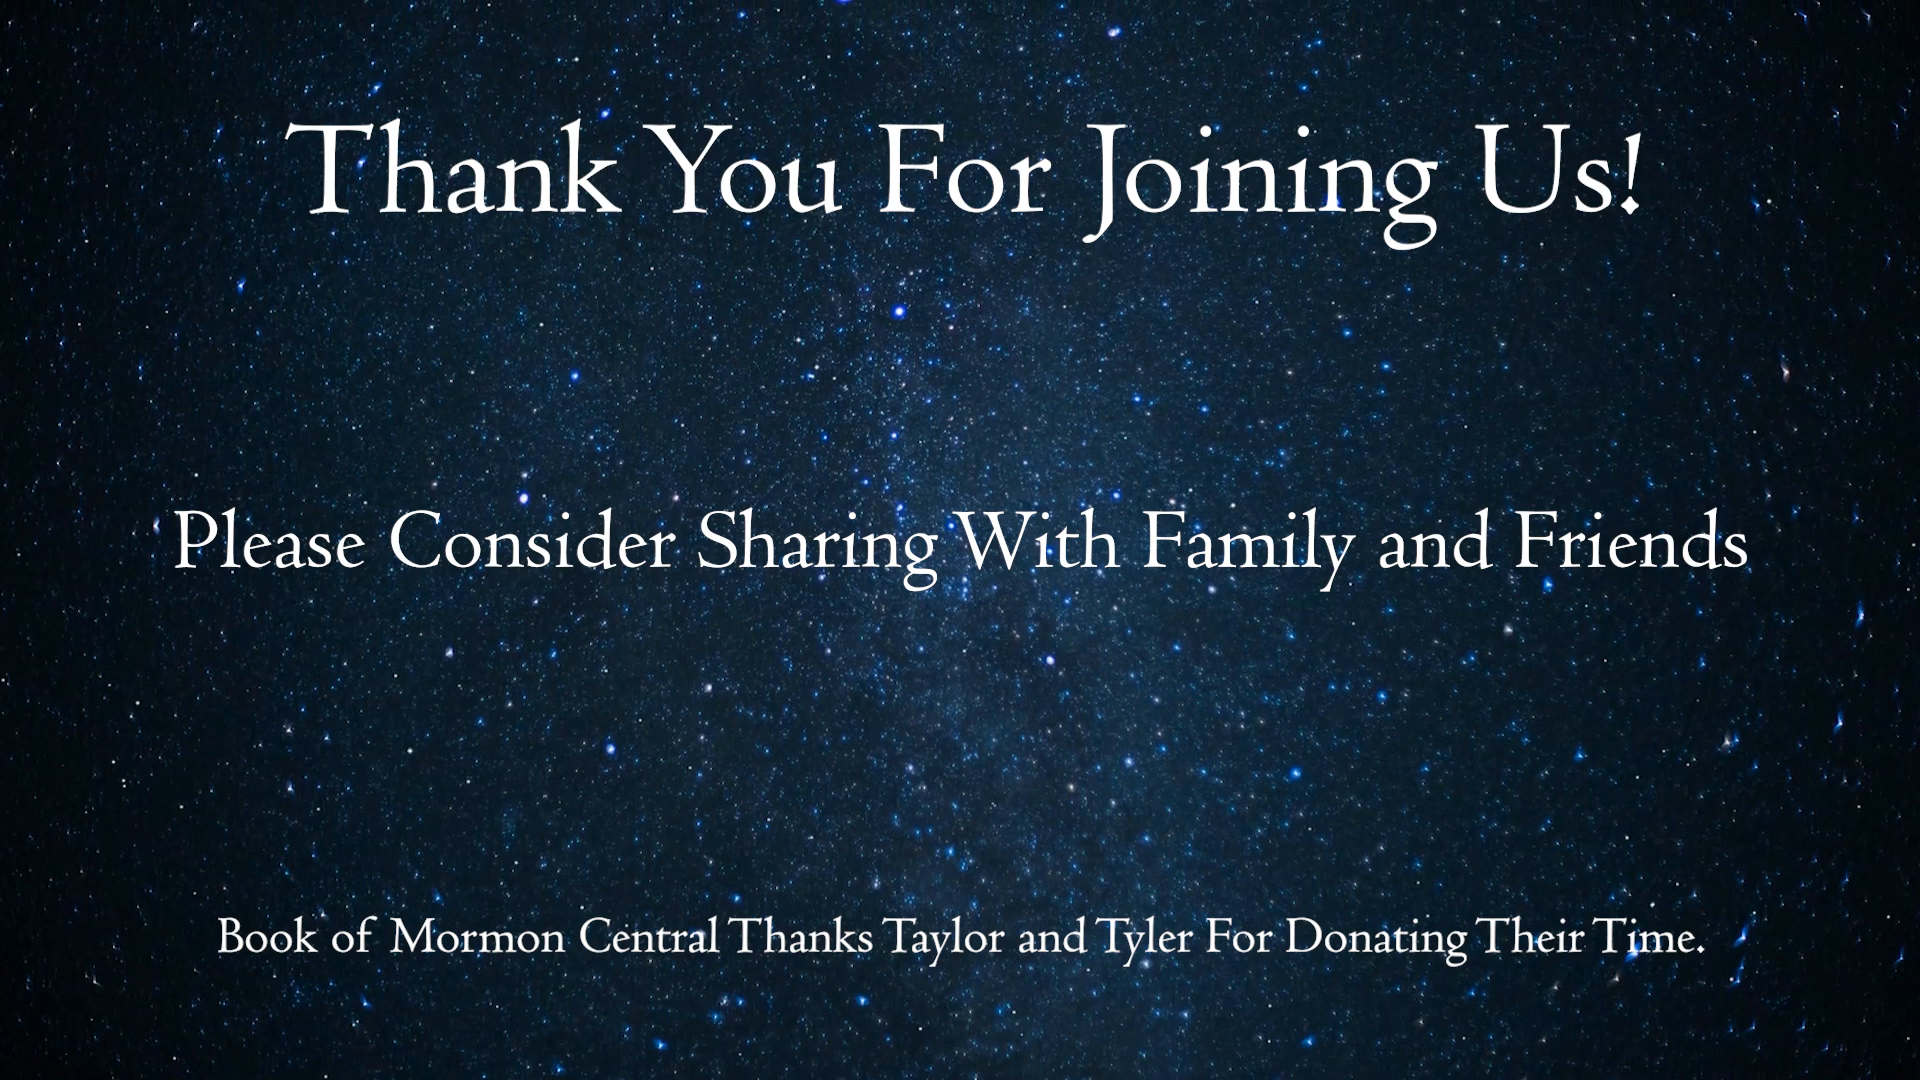 Thank You For Joining Us!
Please Consider Sharing With Family and Friends
Book of Mormon Central Thanks Taylor and Tyler For Donating Their Time.